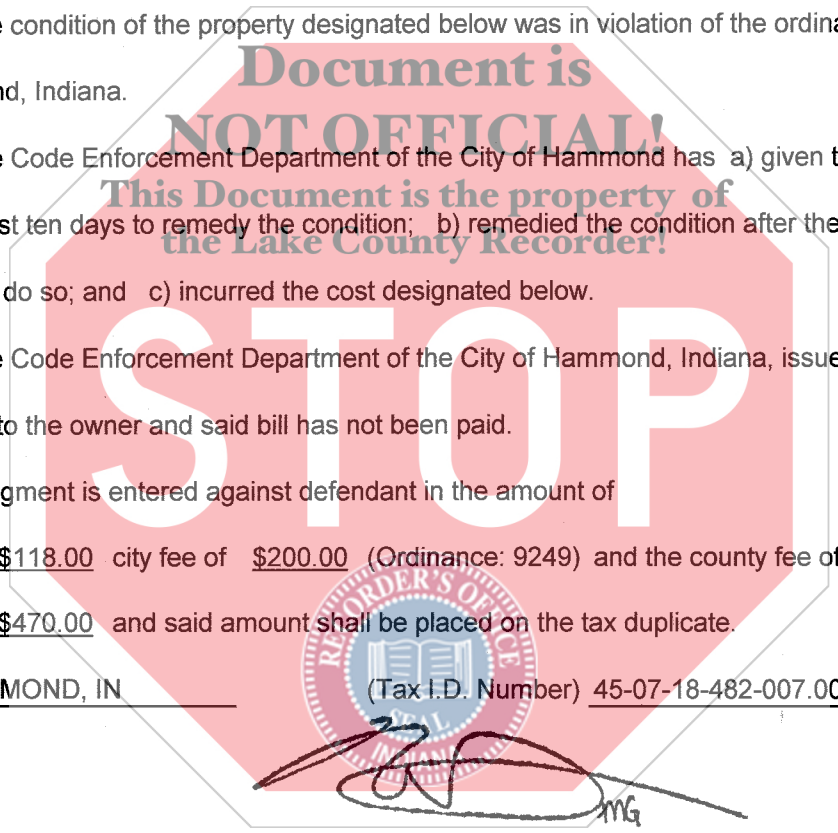 e condition of the property designated below was in violation of the ordina
Document is
nd, Indiana.
NOT OFFICIAL!
e Code Enforcement Department of the City of Hammond has a) given t
This Document is the property of
st ten days to remedy the condition; b) remedied the condition after the
the Lake County Recorder!
do so; and c) incurred the cost designated below.
STOP
e Code Enforcement Department of the City of Hammond, Indiana, issue
to the owner and said bill has not been paid.
gment is entered against defendant in the amount of
$118.00 city fee of $200.00 (Ordinance: 9249) and the county fee of
$470.00 and said amount shall be placed on the tax duplicate.
RECORDER'S OFFICE
MOND, IN (Tax I.D. Number) 45-07-18-482-007.00
SEAL
INDIANA
MG